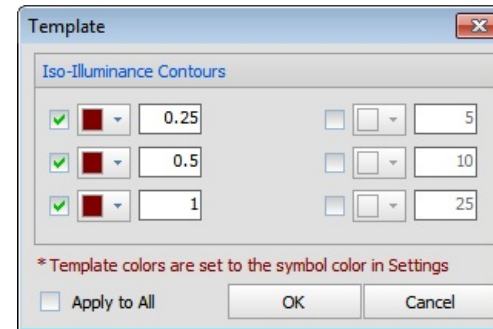 Template
Iso-Illuminance Contours
0.25 5
0.5 10
1 25
* Template colors are set to the symbol color in Settings
Apply to All OK Cancel